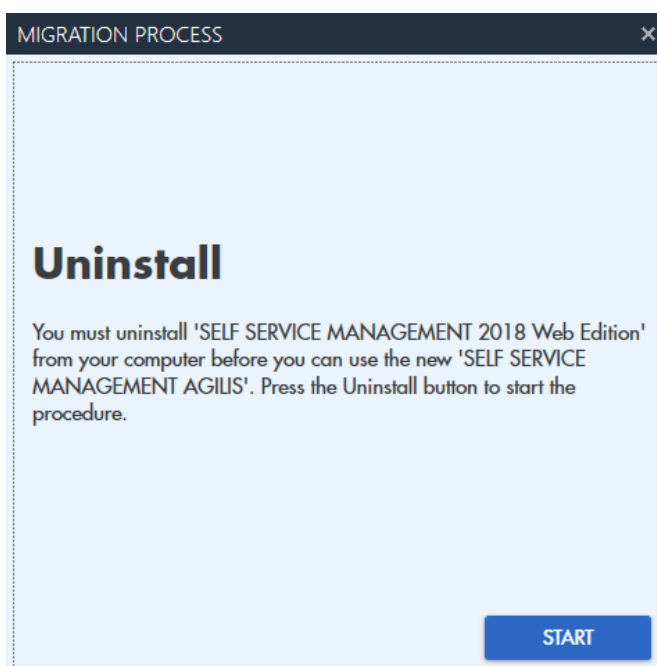 MIGRATION PROCESS
Uninstall
You must uninstall 'SELF SERVICE MANAGEMENT 2018 Web Edition'
from your computer before you can use the new 'SELF SERVICE
MANAGEMENT AGILIS'. Press the Uninstall button to start the
procedure.
START